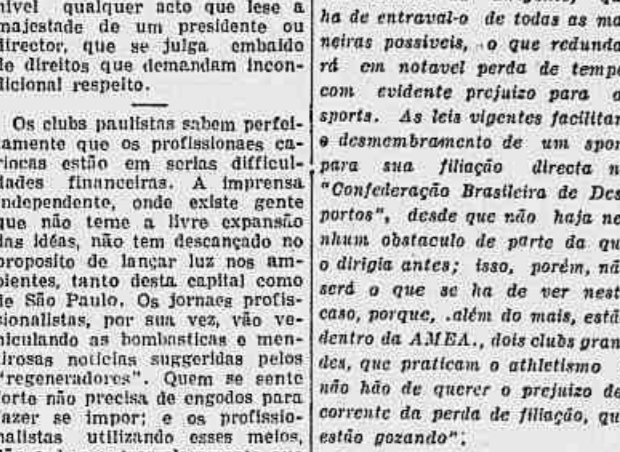 nivel qualquer acto que lese a
majestade de um presidente ou
director, que se julga embaido
de direitos que demandam incon-
dicional respeito.
Os clubs paulistas sabem perfei-
tamente que os profissionaes ca-
riocas estão em serias difficul-
dades financeiras. A imprensa
independente, onde existe gente
que não teme a livre expansão
das idéas, não tem descançado no
proposito de lançar luz nos am-
bientes, tanto desta capital como
de São Paulo. Os jornaes profis-
sionalistas, por sua vez, vão ve-
hiculando as bombasticas e men-
tirosas noticias suggeridas pelos
"regeneradores". Quem se sente
forte não precisa de engodos para
fazer se impor; e os profissio-
nalistas utilizando esses meios,
ha de entraval-o de todas as ma
neiras possiveis, o que redunda
rá em notavel perda de tempo
com evidente prejuizo para o
sports. As leis vigentes facilitam
o desmembramento de um spor
para sua filiação directa n
"Confederação Brasileira de Des
portos", desde que não haja ne
nhum obstaculo de parte da qu
o dirigia antes; isso, porém, nã
será o que se ha de ver nest
caso, porque, .além do mais, estã
dentro da AMEA., dois clubs gran
des, que praticam o athletismo
não hão de querer o prejuizo de
corrente da perda de filiação, qu
estão gozando";